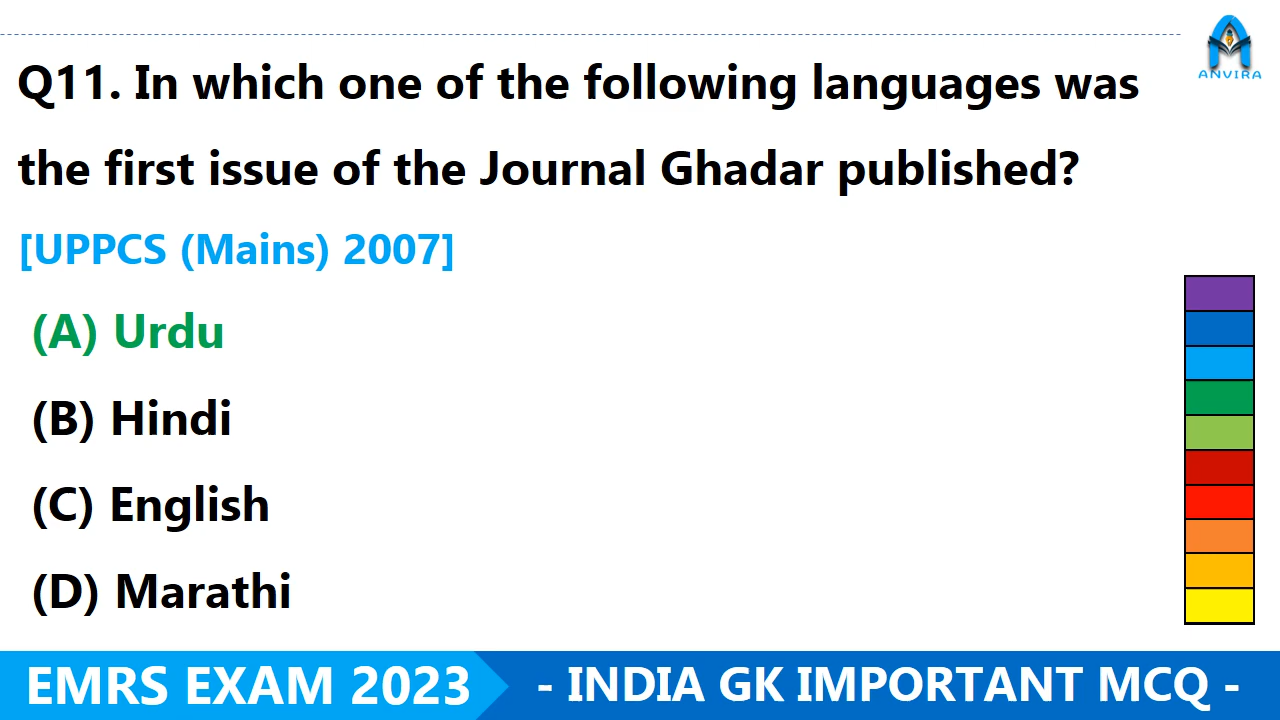 ANVIRA
Q11. In which one of the following languages was
the first issue of the Journal Ghadar published?
[UPPCS (Mains) 2007]
(A) Urdu
(B) Hindi
(C) English
(D) Marathi
EMRS EXAM 2023
- INDIA GK IMPORTANT MCQ -